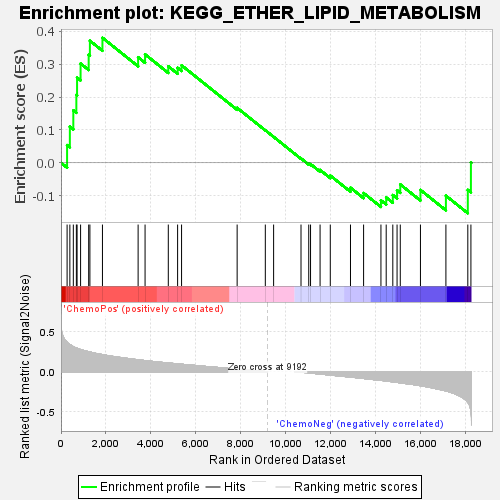 Enrichment plot: KEGG_ETHER_LIPID_METABOLISM
Enrichment score (ES)
0.4
0.3
0.2
0.1
0.0
-0.1
'ChemoPos' (positively correlated)
Ranked list metric (Signal2Noise)
0.5
0.0
-0.5
Zero cross at 9192
'ChemoNeg' (negatively correlated)
0 2,000 4,000 6,000 8,000 10,000 12,000 14,000 16,000 18,000
Rank in Ordered Dataset
Enrichment profile Hits Ranking metric scores